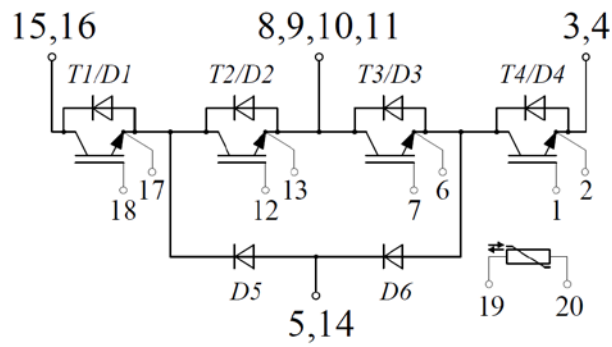 15,16 8,9,10,11 3,4
T1/D1 T2/D2 T3/D3 T4/D4
17 13 6 2
18 12 7 1
D5 D6
5,14 19 20